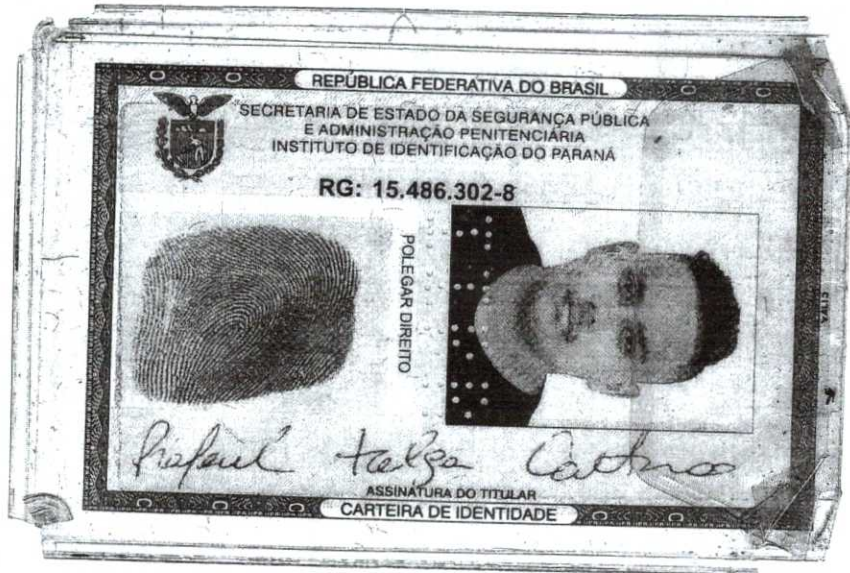 REPÚBLICA FEDERATIVA DO BRASIL
SECRETARIA DE ESTADO DA SEGURANÇA PÚBLICA
E ADMINISTRAÇÃO PENITENCIÁRIA
INSTITUTO DE IDENTIFICAÇÃO DO PARANÁ
RG: 15.486.302-8
POLEGAR DIREITO
Rafael
ASSINATURA DO TITULAR
CARTEIRA DE IDENTIDADE